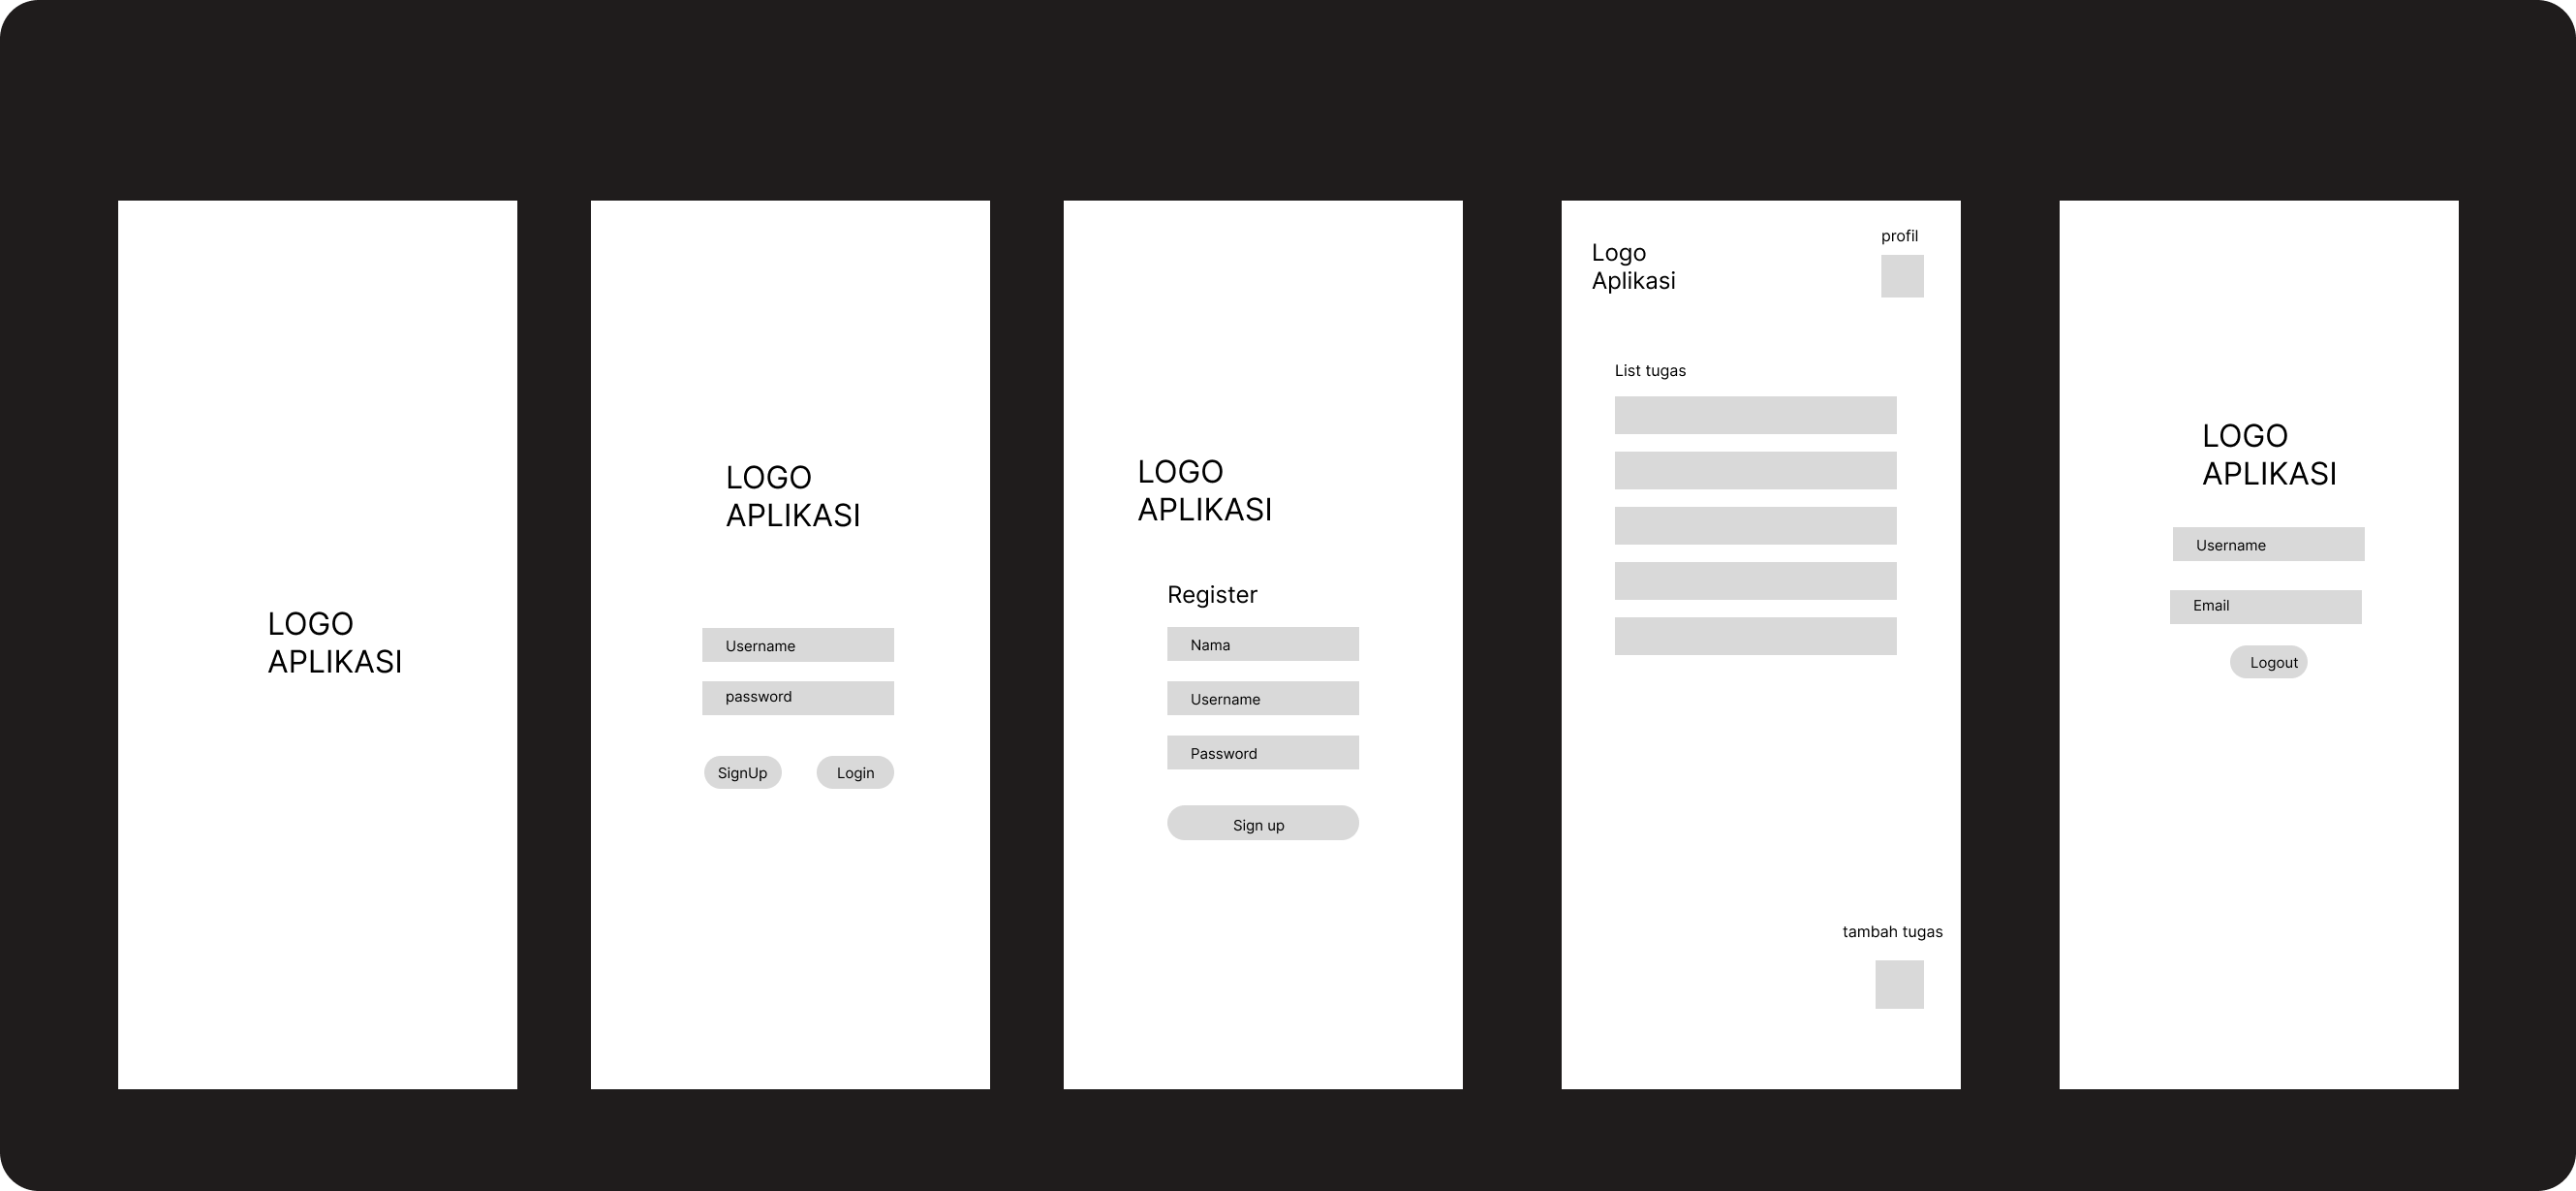 LOGO
APLIKASI
LOGO
APLIKASI
Username
password
SignUp
Login
LOGO
APLIKASI
Register
Nama
Username
Password
Sign up
Logo
Aplikasi
profil
List tugas
tambah tugas
LOGO
APLIKASI
Username
Email
Logout